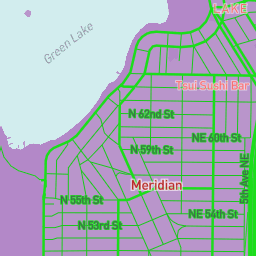 LAKE
Green Lake
Tsui Sushi Bar
N 62nd St
NE 60th St
N 59th St
Meridian
5th Ave NE
N 55th St
NE 54th St
N 53rd St